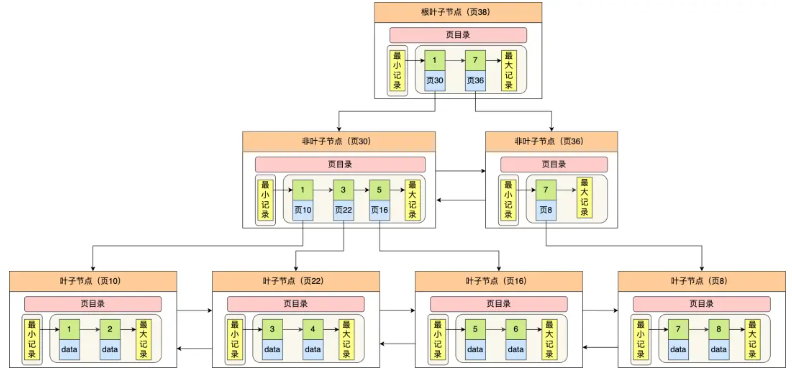 根叶子节点（页38）
页目录
最小记录
1
7
最大记录
页30
页36
非叶子节点（页30）
页目录
最小记录
1
3
5
最大记录
页10
页22
页16
非叶子节点（页36）
页目录
最小记录
7
最大记录
页8
叶子节点（页10）
页目录
最小记录
1
2
最大记录
data
data
叶子节点（页22）
页目录
最小记录
3
4
最大记录
data
data
叶子节点（页16）
页目录
最小记录
5
6
最大记录
data
data
叶子节点（页8）
页目录
最小记录
7
8
最大记录
data
data